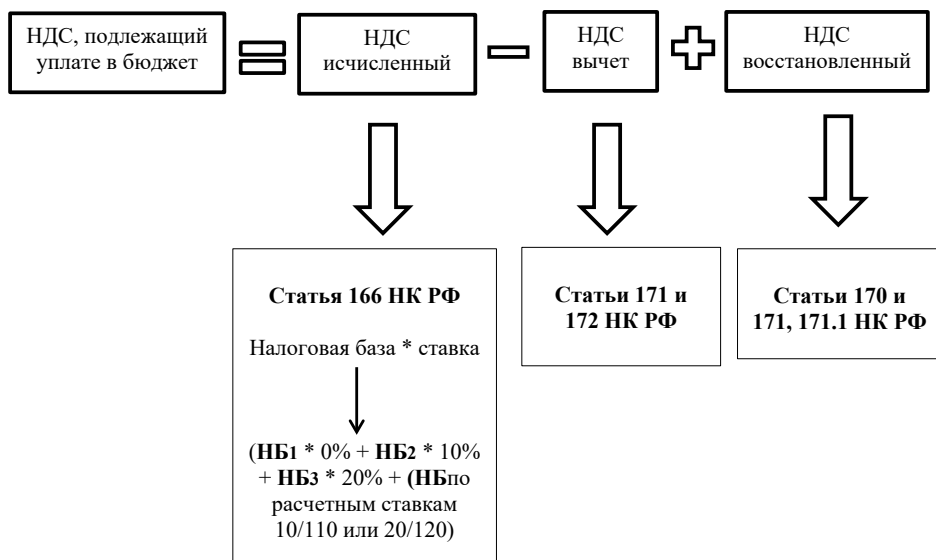 НДС, подлежащий
уплате в бюджет
НДС
исчисленный
НДС
вычет
НДС
восстановленный
Статья 166 НК РФ
Налоговая база * ставка
(НБ1 * 0% + НБ2 * 10%
+ НБ3 * 20% + (НБпо
расчетным ставкам
10/110 или 20/120)
Статьи 171 и
172 НК РФ
Статьи 170 и
171, 171.1 НК РФ